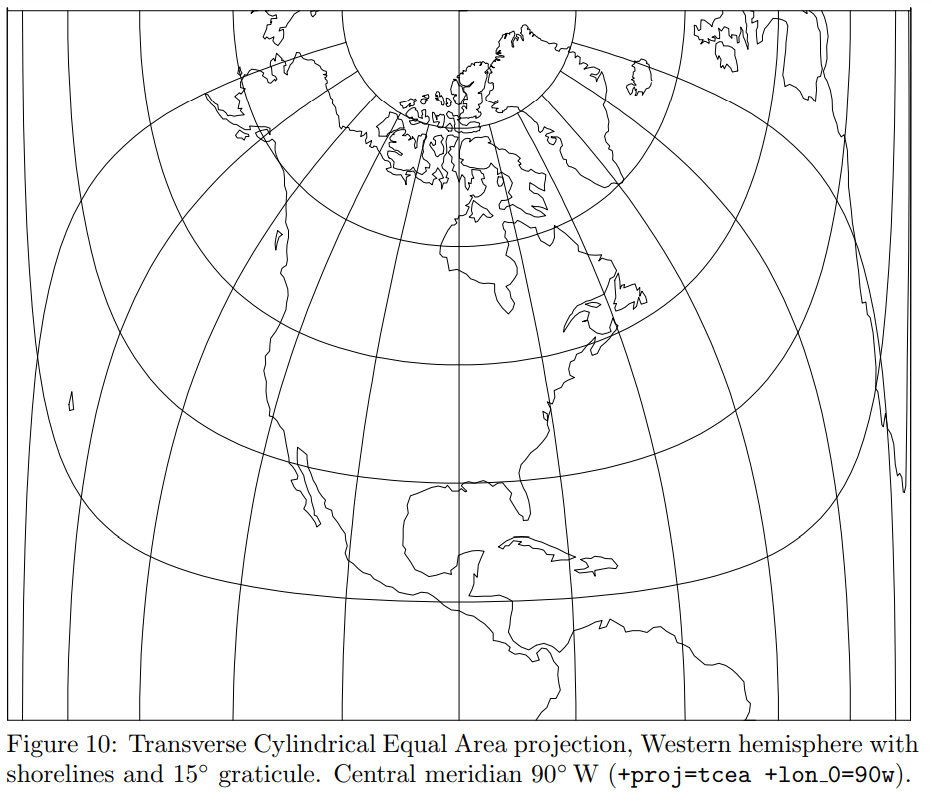 Figure 10: Transverse Cylindrical Equal Area projection, Western hemisphere with
shorelines and 15° graticule. Central meridian 90° W (+proj=tcea +lon_0=90w).